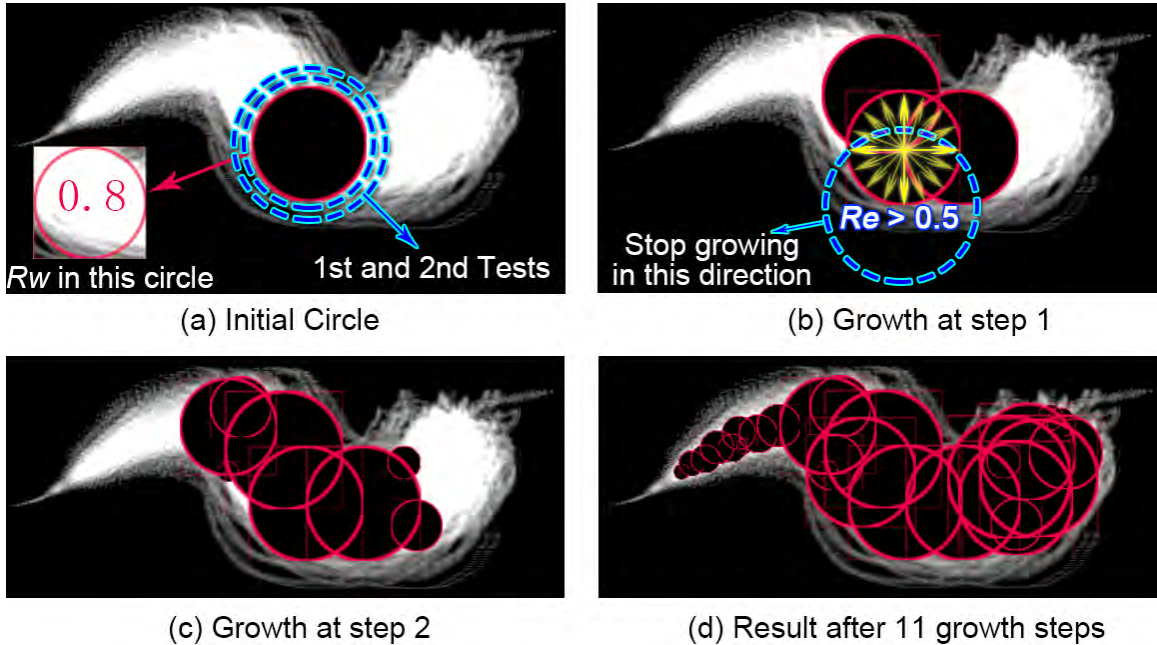 0. 8
Rw in this circle
1st and 2nd Tests
(a) Initial Circle
Re > 0.5
Stop growing
in this direction
(b) Growth at step 1
(c) Growth at step 2
(d) Result after 11 growth steps